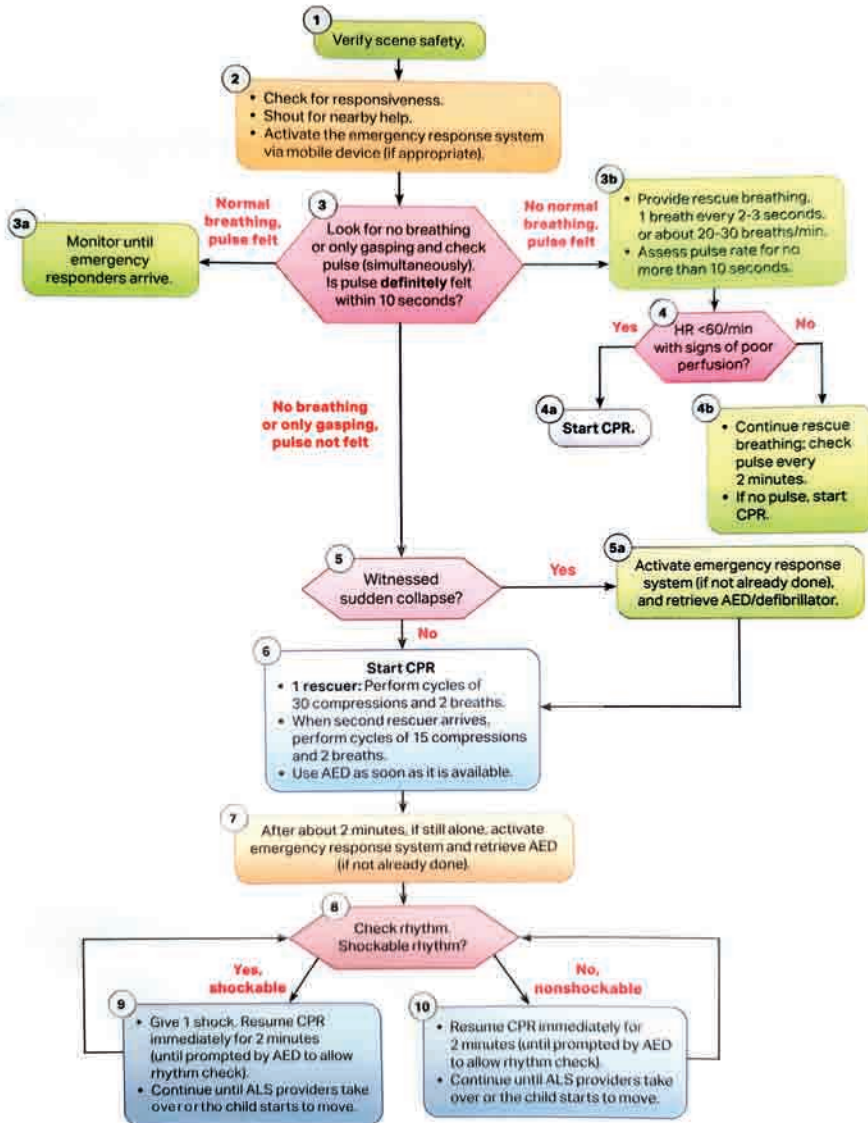 1
Verify scene safety.
2
• Check for responsiveness.
• Shout for nearby help.
• Activate the emergency response system
via mobile device (if appropriate).
3a
Monitor until
emergency
responders arrive.
Normal
breathing,
pulse felt
3
Look for no breathing
or only gasping and check
pulse (simultaneously).
Is pulse definitely felt
within 10 seconds?
No normal
breathing,
pulse felt
3b
• Provide rescue breathing,
1 breath every 2-3 seconds,
or about 20-30 breaths/min.
• Assess pulse rate for no
more than 10 seconds.
4
HR <60/min
with signs of poor
perfusion?
Yes
No
4a
Start CPR.
4b
• Continue rescue
breathing; check
pulse every
2 minutes.
• If no pulse, start
CPR.
No breathing
or only gasping,
pulse not felt
5
Witnessed
sudden collapse?
Yes
5a
Activate emergency response
system (if not already done),
and retrieve AED/defibrillator.
No
6
Start CPR
• 1 rescuer: Perform cycles of
30 compressions and 2 breaths.
• When second rescuer arrives,
perform cycles of 15 compressions
and 2 breaths.
• Use AED as soon as it is available.
7
After about 2 minutes, if still alone, activate
emergency response system and retrieve AED
(if not already done).
8
Check rhythm.
Shockable rhythm?
Yes,
shockable
No,
nonshockable
9
• Give 1 shock. Resume CPR
immediately for 2 minutes
(until prompted by AED to allow
rhythm check).
• Continue until ALS providers take
over or the child starts to move.
10
• Resume CPR immediately for
2 minutes (until prompted by AED
to allow rhythm check).
• Continue until ALS providers take
over or the child starts to move.